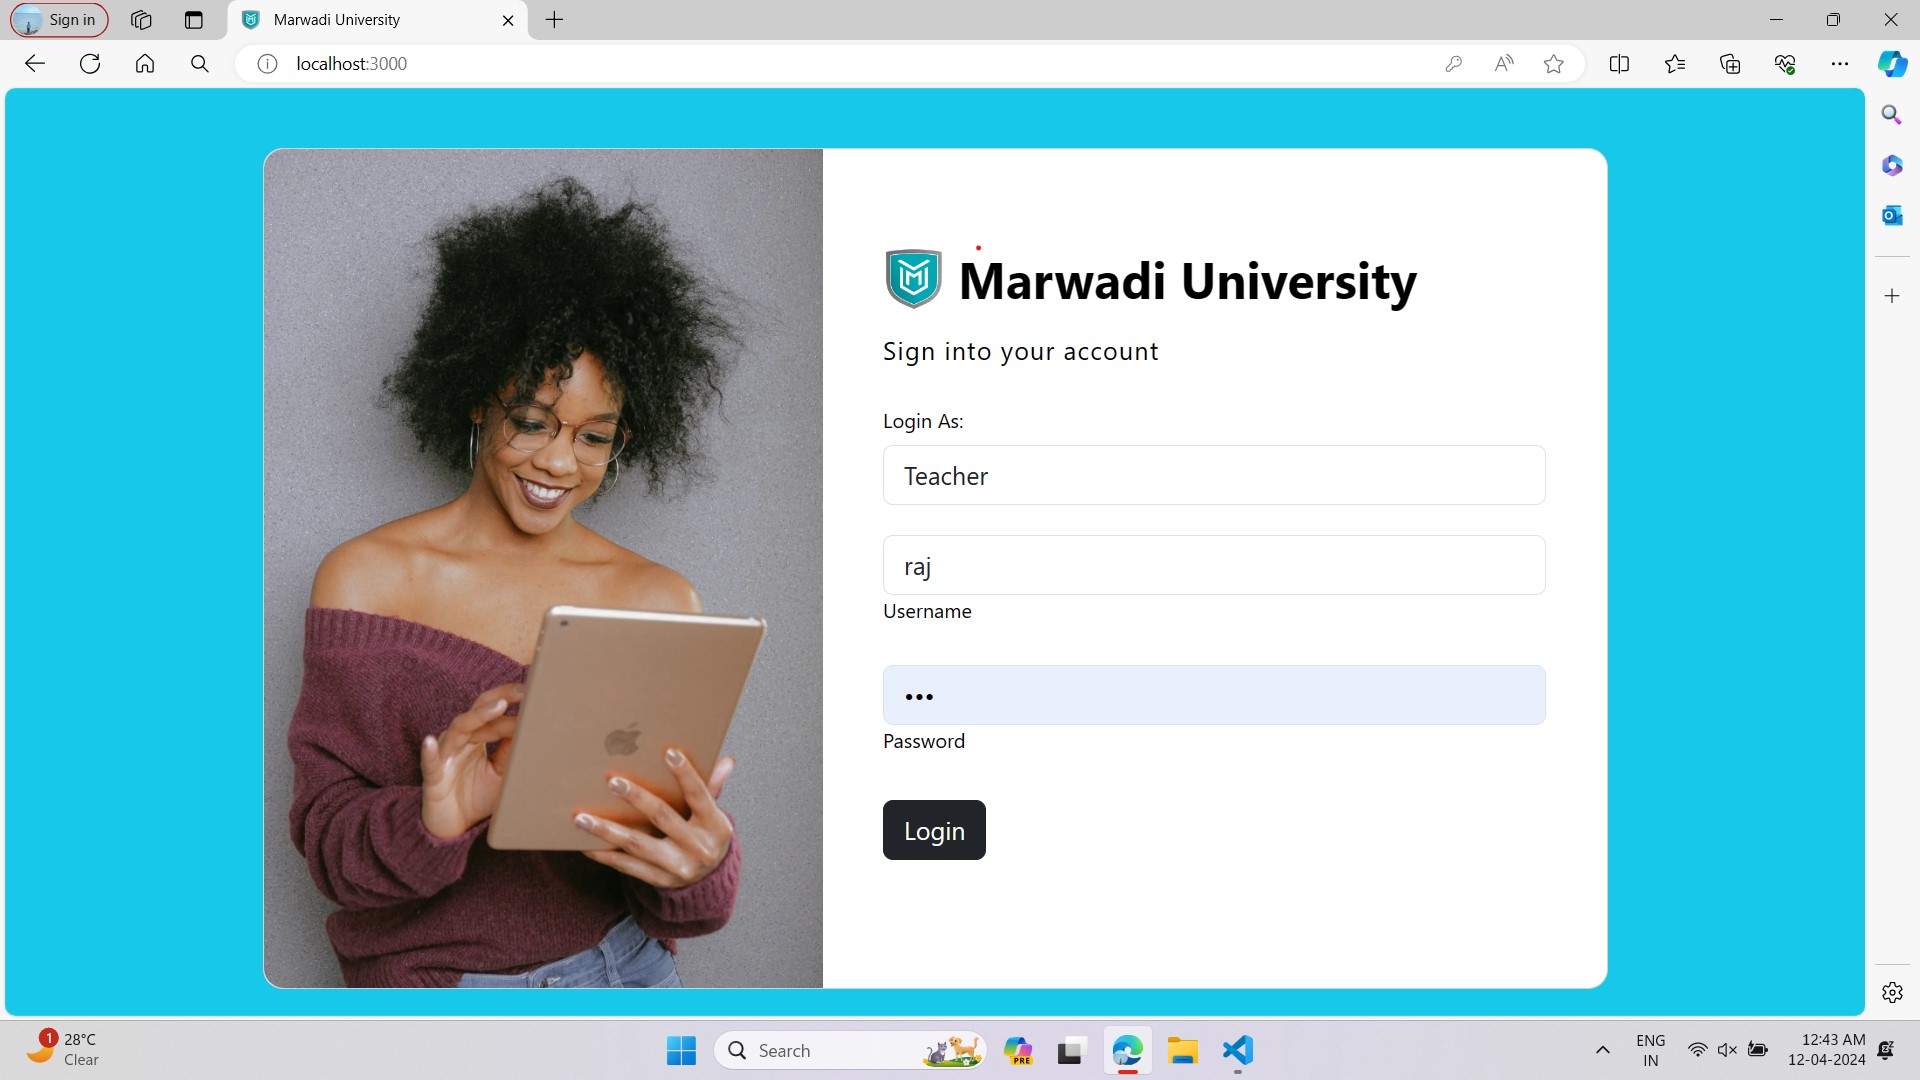 Sign in
Marwadi University
localhost:3000
Marwadi University
Sign into your account
Login As:
Teacher
raj
Username
•••
Password
Login
1
28°C
Clear
Search
PRE
ENG
IN
12:43 AM
12-04-2024